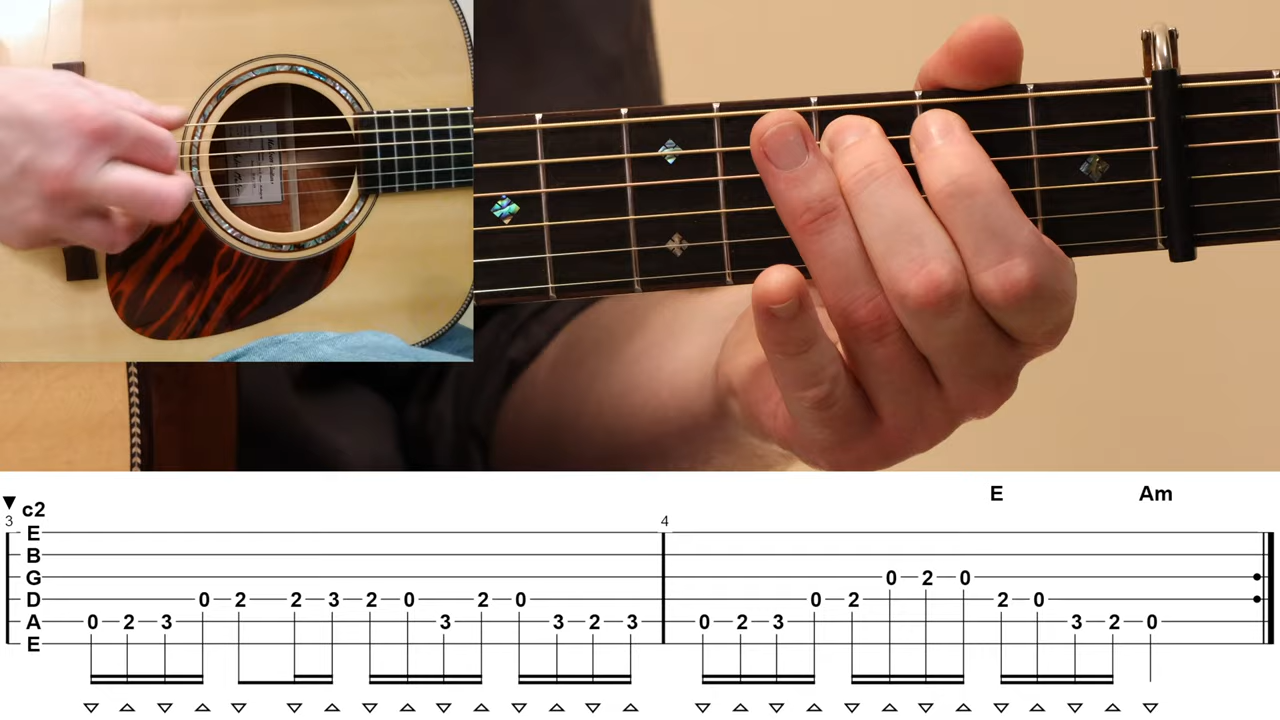 E Am
▼ c2
3 4
E
B
G 0 2 0
D 0 2 2 3 2 0 2 0 0 2 2 0
A 0 2 3 3 3 2 3 0 2 3 3 2 0
E